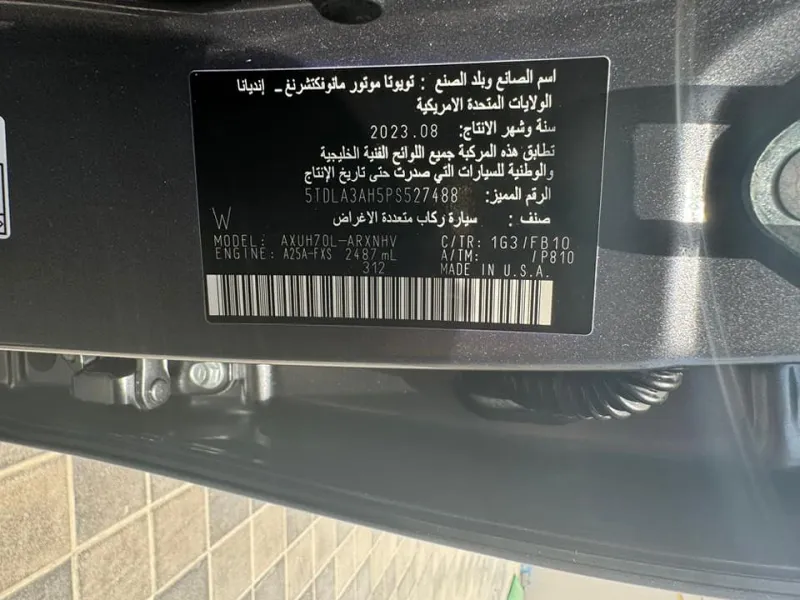 اسم الصانع وبلد الصنع : تويوتا موتور مانوفكتشرنغ - إنديانا
الولايات المتحدة الامريكية
سنة وشهر الانتاج: 2023.08
تطابق هذه المركبة جميع اللوائح الفنية الخليجية
والوطنية للسيارات التي صدرت حتى تاريخ الإنتاج
الرقم المميز: 5TDLA3AH5PS527488
صنف : سيارة ركاب متعددة الاغراض
W
MODEL: AXUH70L-ARXNHV C/TR: 1G3/FB10
ENGINE: A25A-FXS 2487mL A/TM: /P810
312 MADE IN U.S.A.